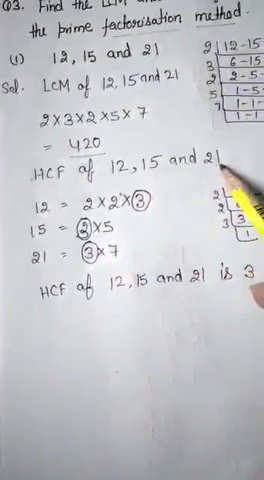 Q3. Find the LCM and
the prime factorisation method.
(1) 12, 15 and 21
Sol. LCM of 12, 15 and 21
2 12-15
3 6-15
2 2-5-
5 1-5-
7 1-1-
1-1
2×3×2×5×7
= 420
HCF of 12, 15 and 21
12 = 2×2×3
15 = 3×5
21 = 3×7
2
2
3 3
1
HCF of 12, 15 and 21 is 3